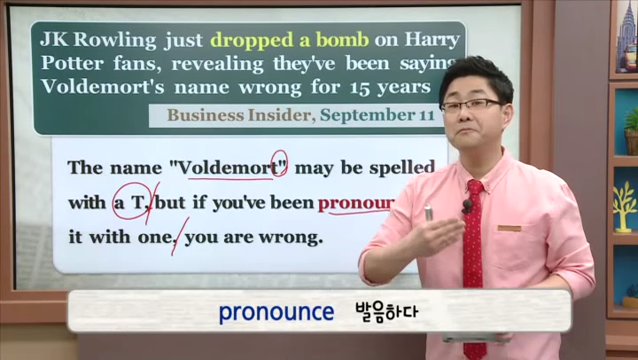 JK Rowling just dropped a bomb on Harry
Potter fans, revealing they've been saying
Voldemort's name wrong for 15 years
Business Insider, September 11
The name "Voldemort" may be spelled
with a T, but if you've been
it with one, you are wrong.
pronounce 발음하다